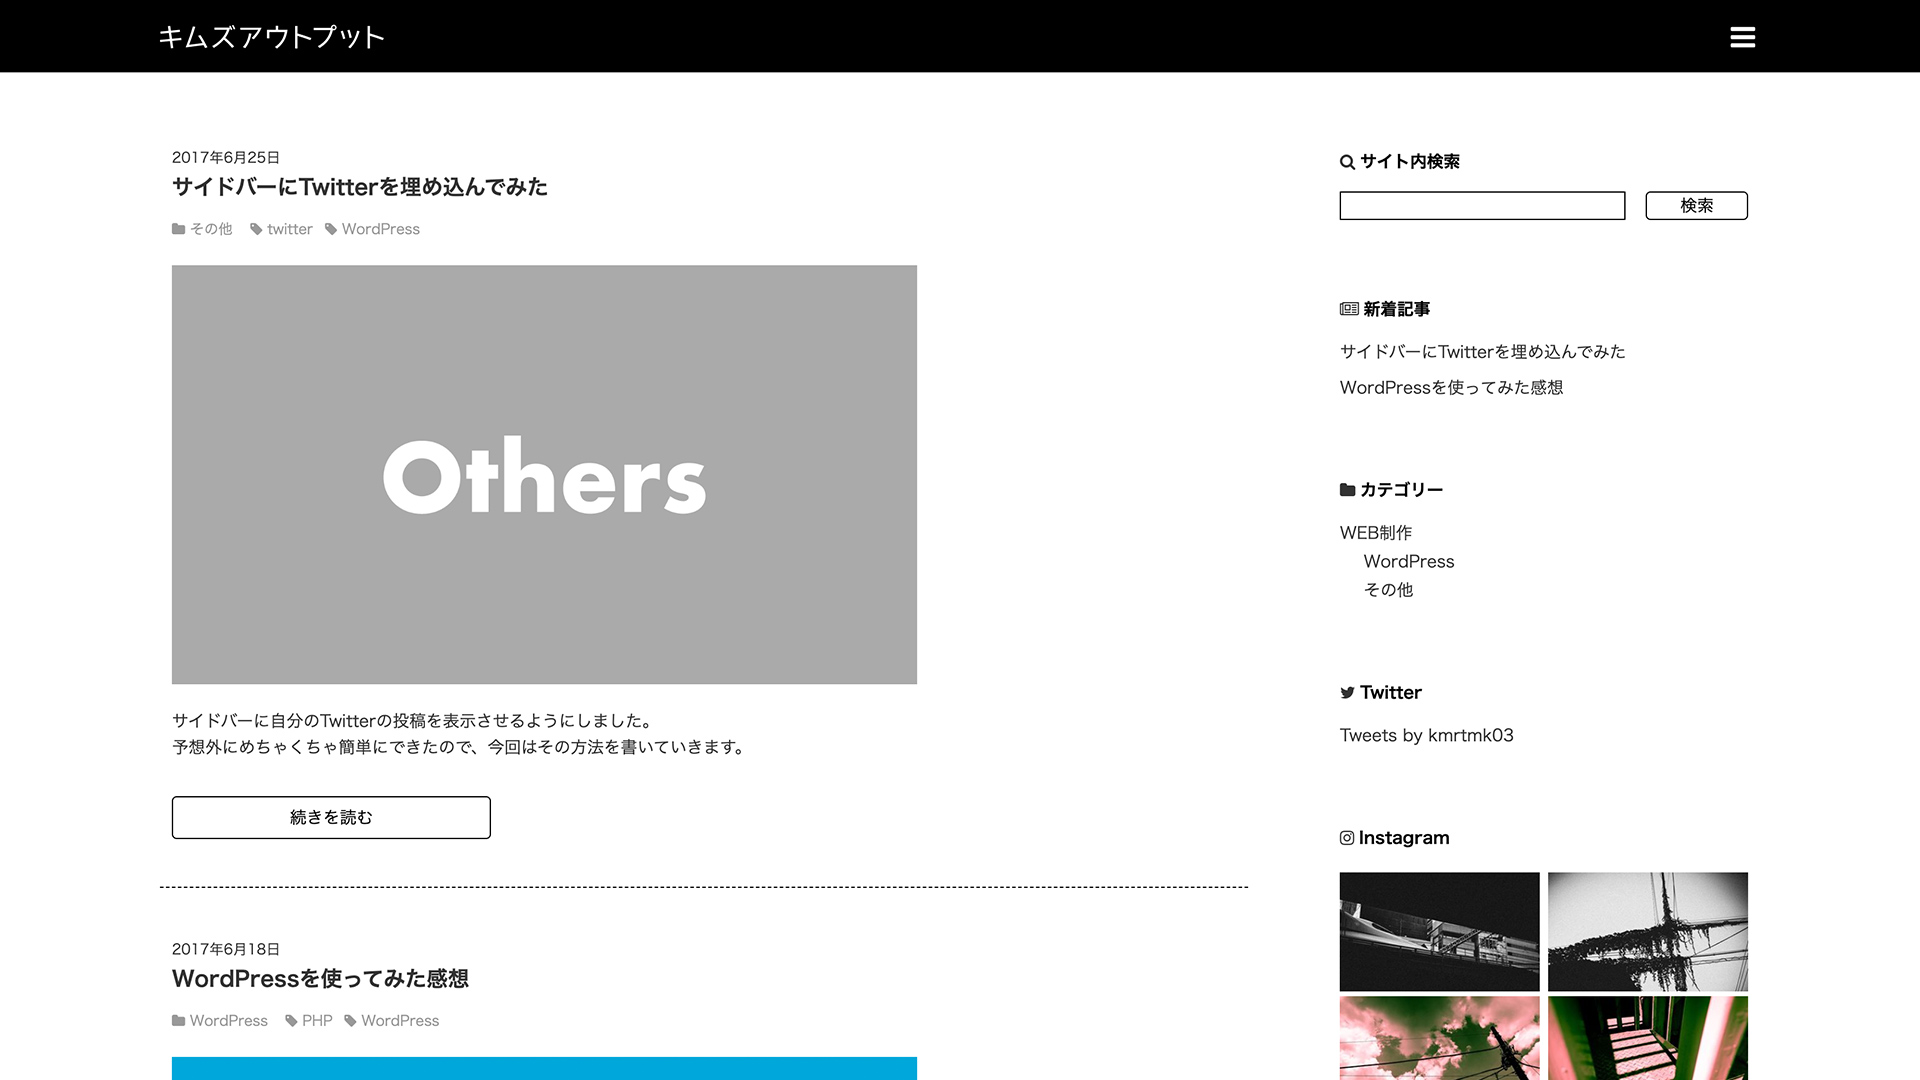 キムズアウトプット
2017年6月25日
サイドバーにTwitterを埋め込んでみた
その他 twitter WordPress
Others
サイドバーに自分のTwitterの投稿を表示させるようにしました。
予想外にめちゃくちゃ簡単にできたので、今回はその方法を書いていきます。
続きを読む
2017年6月18日
WordPressを使ってみた感想
WordPress PHP WordPress
サイト内検索
検索
新着記事
サイドバーにTwitterを埋め込んでみた
WordPressを使ってみた感想
カテゴリー
WEB制作
WordPress
その他
Twitter
Tweets by kmrtmk03
Instagram